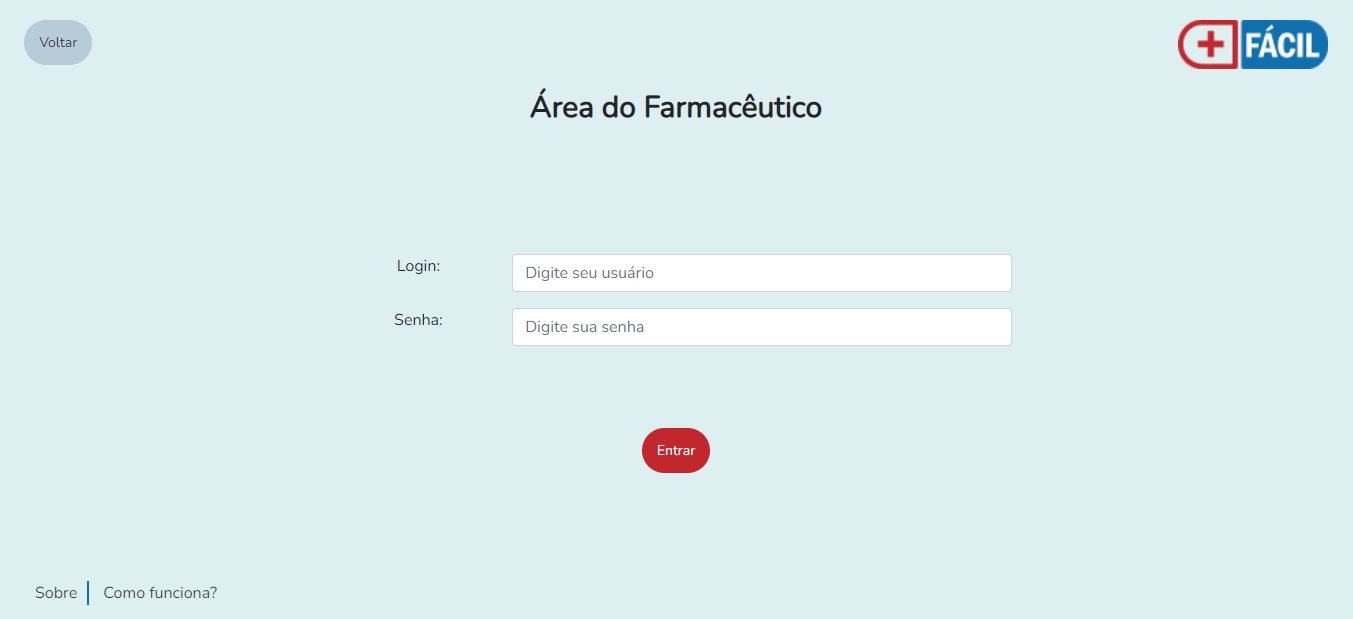 Voltar
FÁCIL
Área do Farmacêutico
Login:
Digite seu usuário
Senha:
Digite sua senha
Entrar
Sobre
Como funciona?